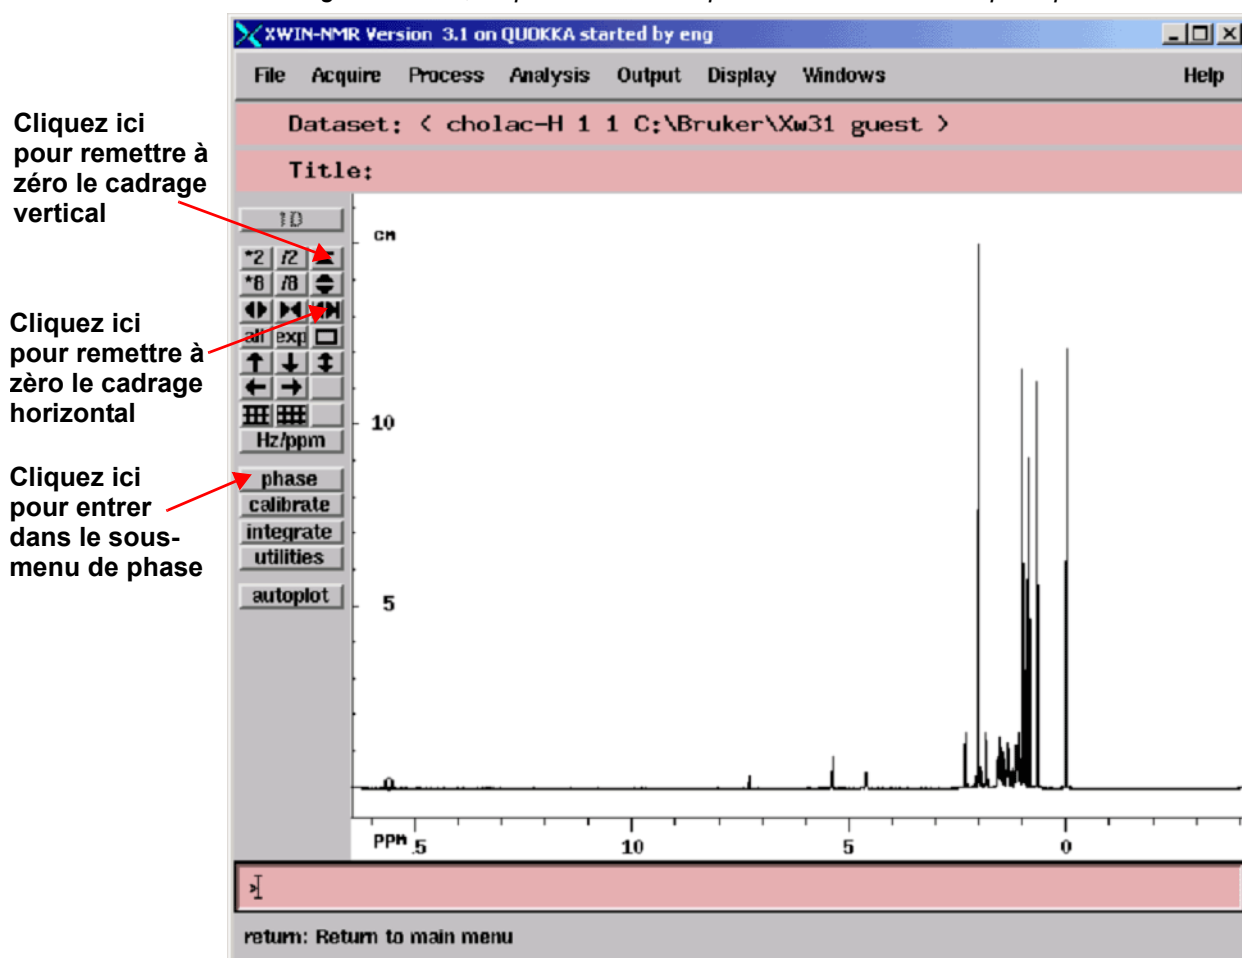 XWIN-NMR Version 3.1 on QUOKKA started by eng
File Acquire Process Analysis Output Display Windows Help
Dataset: < cholac-H 1 1 C:\Bruker\Xw31 guest >
Title:
Cliquez ici
pour remettre à
zéro le cadrage
vertical
Cliquez ici
pour remettre à
zèro le cadrage
horizontal
Cliquez ici
pour entrer
dans le sous-
menu de phase
1D
*2 /2
*8 /8
all exp
Hz/ppm
phase
calibrate
integrate
utilities
autoplot
cm
10
5
0
PPM .5 10 5 0
>
return: Return to main menu